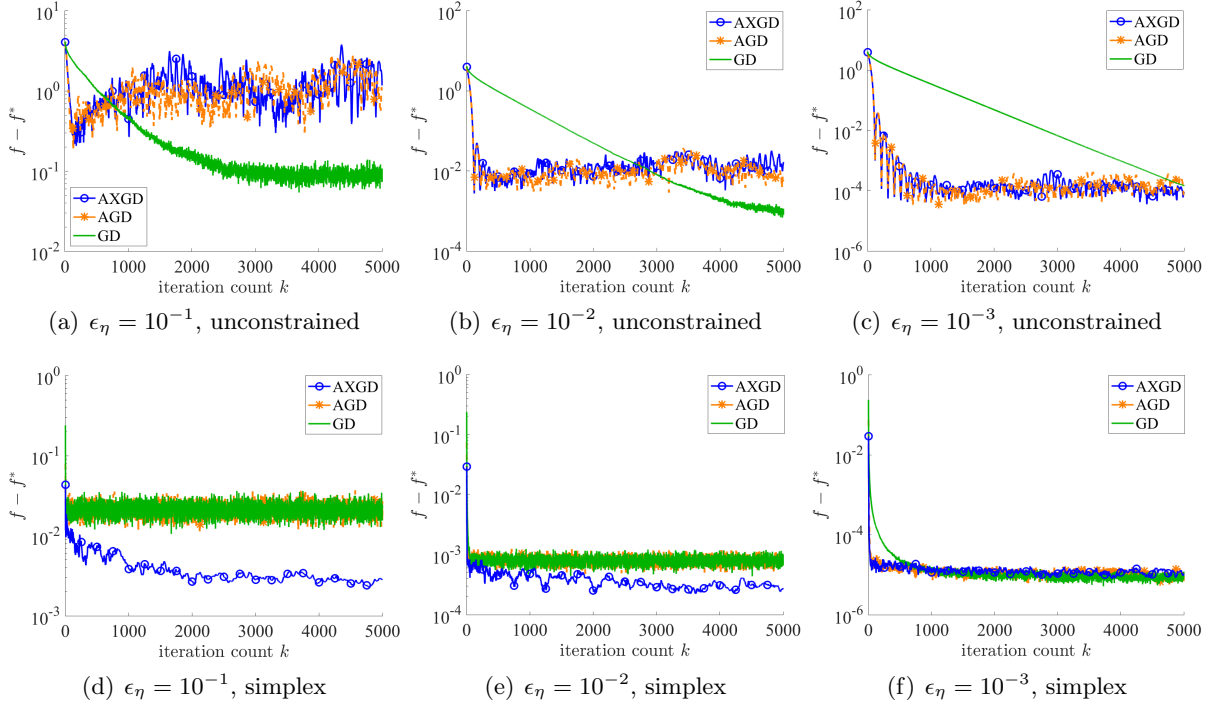 10^1
10^0
10^{-1}
10^{-2}
f − f*
AXGD
AGD
GD
0 1000 2000 3000 4000 5000
iteration count k
(a) ϵ_η = 10^{-1}, unconstrained
10^2
10^0
10^{-2}
10^{-4}
f − f*
AXGD
AGD
GD
0 1000 2000 3000 4000 5000
iteration count k
(b) ϵ_η = 10^{-2}, unconstrained
10^2
10^0
10^{-2}
10^{-4}
10^{-6}
f − f*
AXGD
AGD
GD
0 1000 2000 3000 4000 5000
iteration count k
(c) ϵ_η = 10^{-3}, unconstrained
10^0
10^{-1}
10^{-2}
10^{-3}
f − f*
AXGD
AGD
GD
0 1000 2000 3000 4000 5000
iteration count k
(d) ϵ_η = 10^{-1}, simplex
10^0
10^{-1}
10^{-2}
10^{-3}
10^{-4}
f − f*
AXGD
AGD
GD
0 1000 2000 3000 4000 5000
iteration count k
(e) ϵ_η = 10^{-2}, simplex
10^0
10^{-2}
10^{-4}
10^{-6}
f − f*
AXGD
AGD
GD
0 1000 2000 3000 4000 5000
iteration count k
(f) ϵ_η = 10^{-3}, simplex